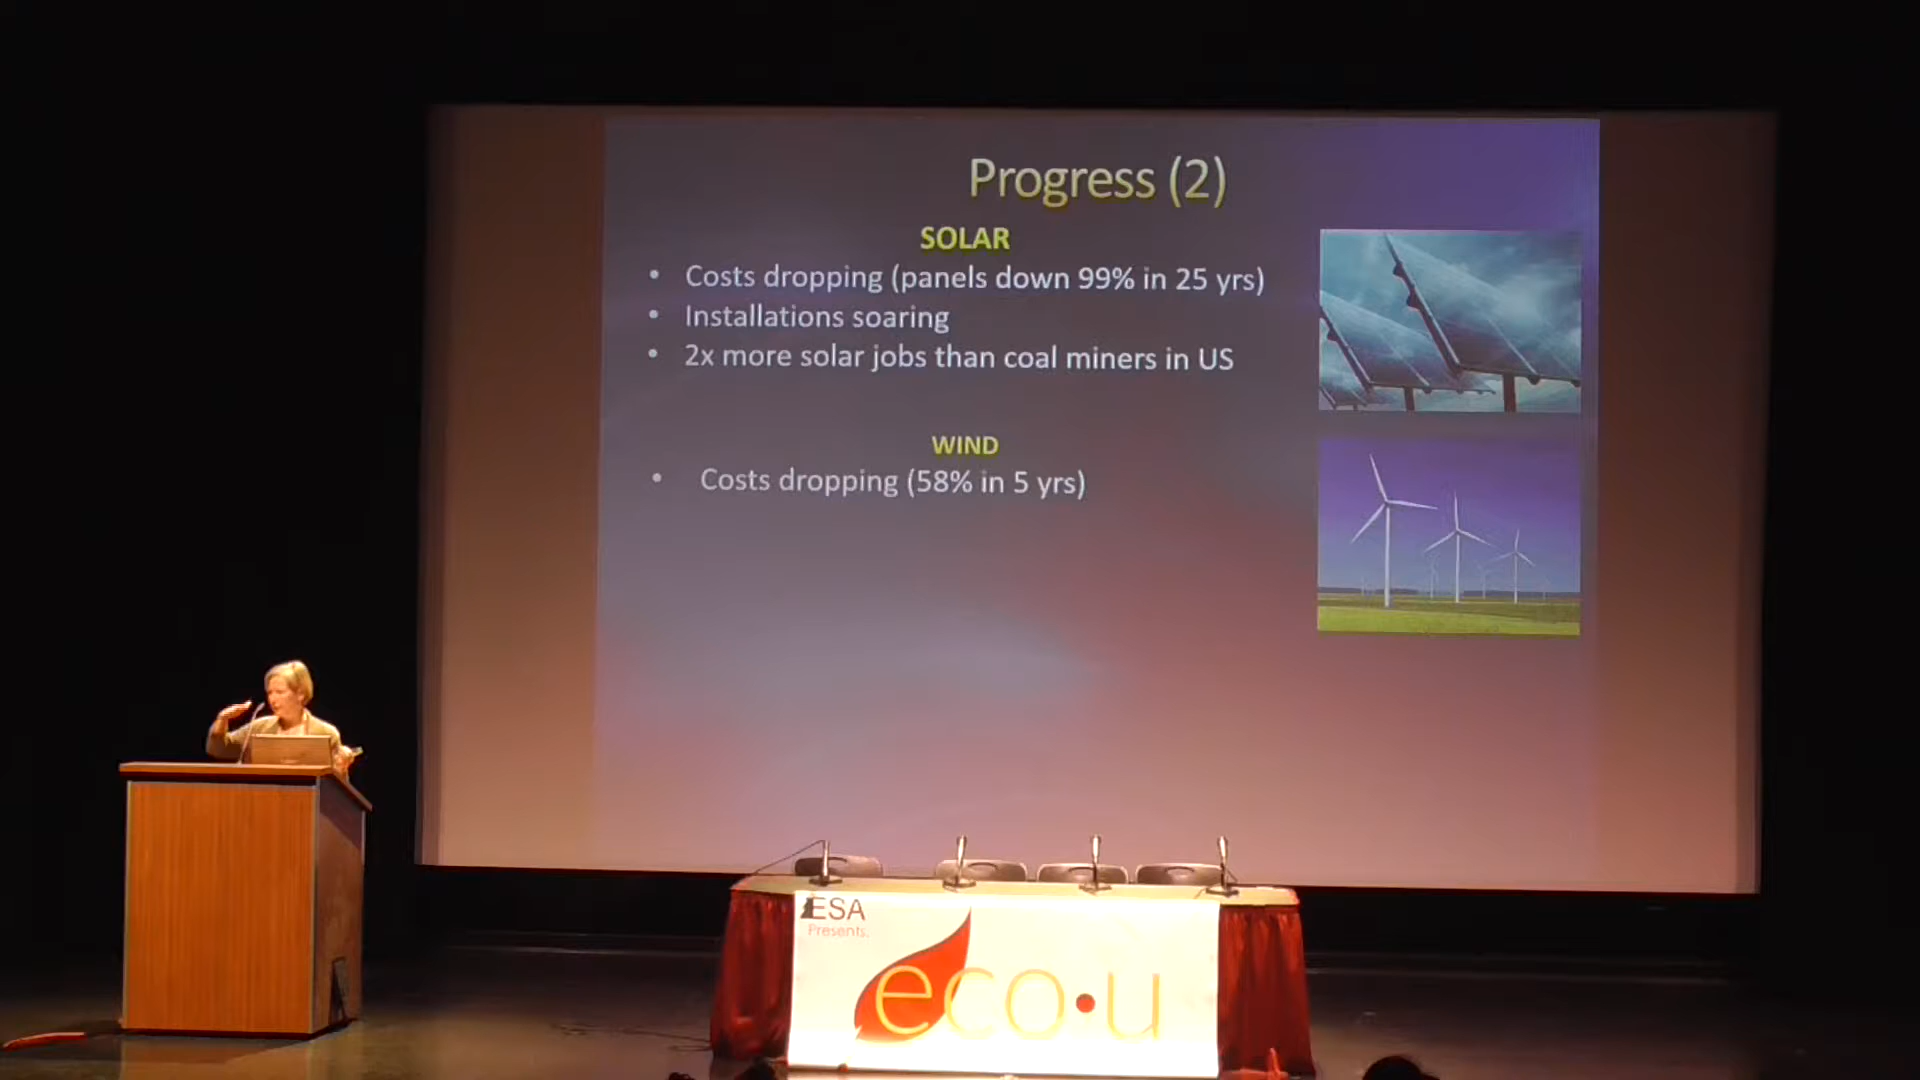 Progress (2)
SOLAR
• Costs dropping (panels down 99% in 25 yrs)
• Installations soaring
• 2x more solar jobs than coal miners in US
WIND
• Costs dropping (58% in 5 yrs)
ESA
Presents.
eco•u